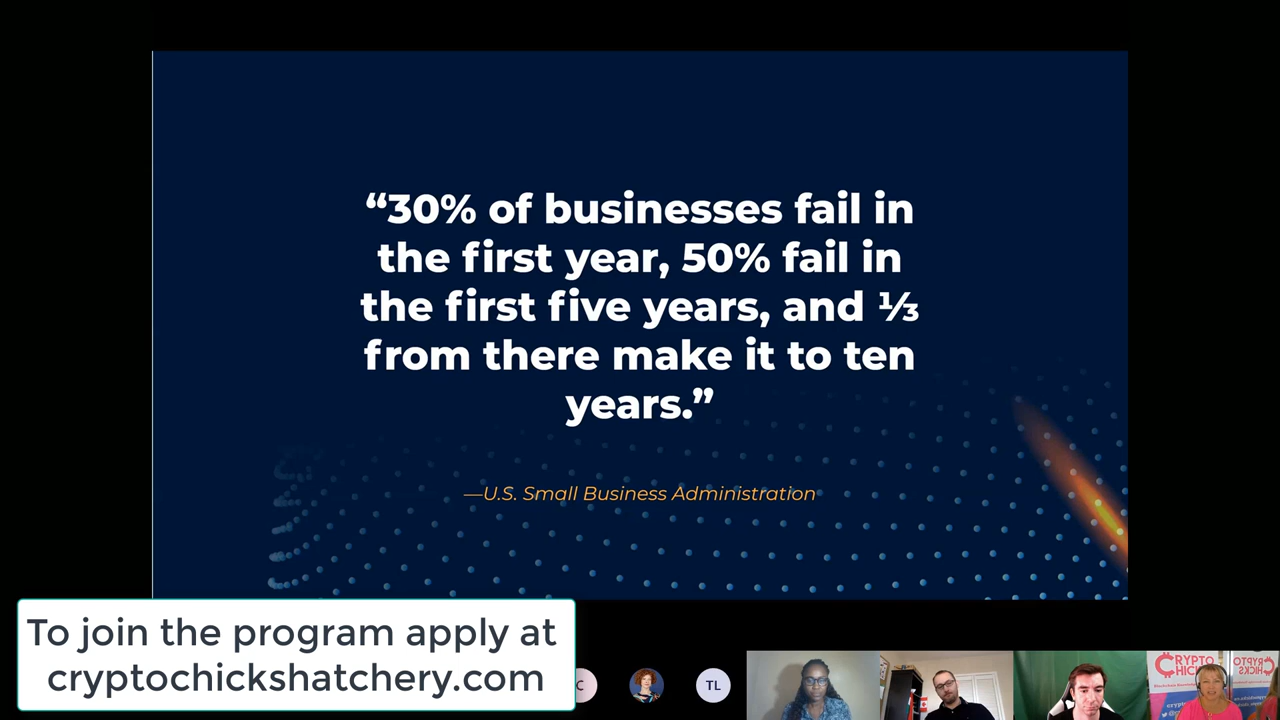 “30% of businesses fail in
the first year, 50% fail in
the first five years, and ⅓
from there make it to ten
years.”
—U.S. Small Business Administration
To join the program apply at
cryptochickshatchery.com
C
TL
CRYPTO
CHICKS